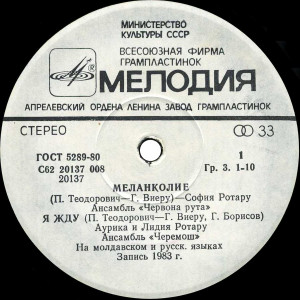 МИНИСТЕРСТВО
КУЛЬТУРЫ СССР
ВСЕСОЮЗНАЯ ФИРМА
ГРАМПЛАСТИНОК
МЕЛОДИЯ
АПРЕЛЕВСКИЙ ОРДЕНА ЛЕНИНА ЗАВОД ГРАМПЛАСТИНОК
СТЕРЕО 33
ГОСТ 5289-80 1
С62 20137 008 Гр. 3. 1-10
20137
МЕЛАНКОЛИЕ
(П. Теодорович—Г. Виеру)—София Ротару
Ансамбль «Червона рута»
Я ЖДУ (П. Теодорович—Г. Виеру, Г. Борисов)
Аурика и Лидия Ротару
Ансамбль «Черемош»
На молдавском и русск. языках
Запись 1983 г.